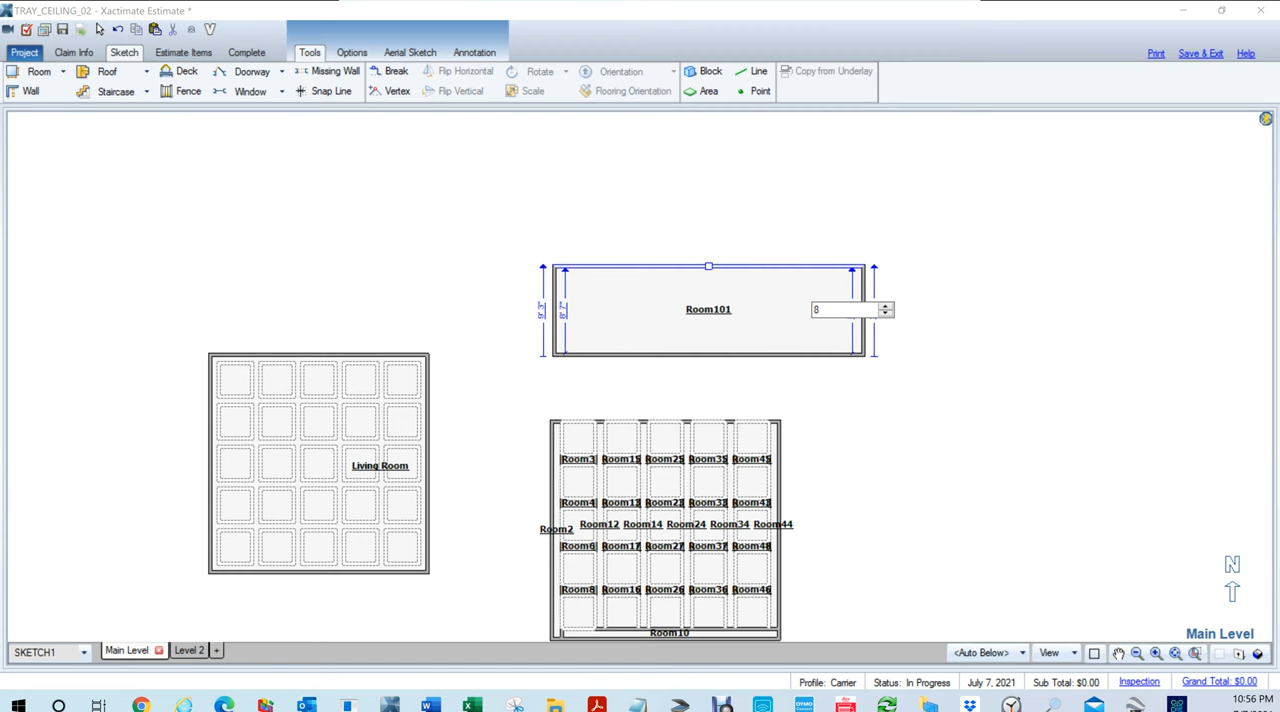 TRAY_CEILING_02 - Xactimate Estimate *
Project Claim Info Sketch Estimate Items Complete Tools Options Aerial Sketch Annotation Print Save & Exit Help
Room Roof Deck Doorway Missing Wall Break Flip Horizontal Rotate Orientation Block Line Copy from Underlay
Wall Staircase Fence Window Snap Line Vertex Flip Vertical Scale Flooring Orientation Area Point
9' 3" 8' 7" Room101 8
Living Room
Room3 Room15 Room25 Room35 Room45
Room4
Room2 Room12 Room14 Room24 Room34 Room44
Room6 Room17 Room27 Room37 Room48
Room8 Room16 Room26 Room36 Room46
Room10
N
Main Level
SKETCH1 Main Level Level 2 + <Auto Below> View
Profile: Carrier Status: In Progress July 7, 2021 Sub Total: $0.00 Inspection Grand Total: $0.00
10:56 PM